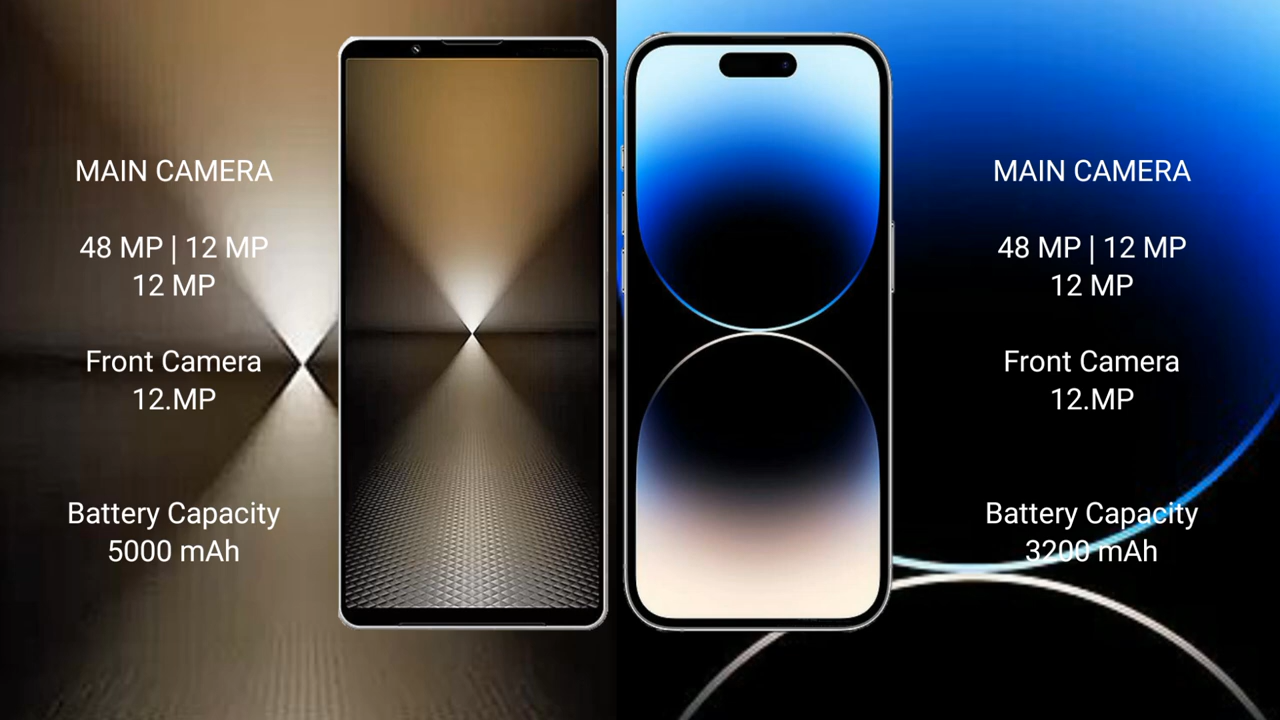 MAIN CAMERA
48 MP | 12 MP
12 MP
Front Camera
12.MP
Battery Capacity
5000 mAh
MAIN CAMERA
48 MP | 12 MP
12 MP
Front Camera
12.MP
Battery Capacity
3200 mAh